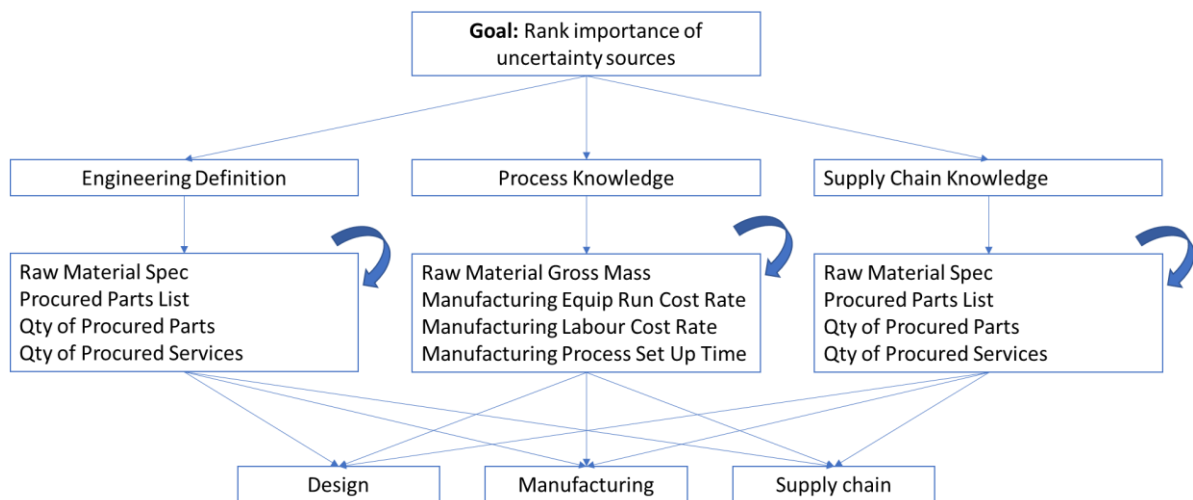 Goal: Rank importance of
uncertainty sources
Engineering Definition
Process Knowledge
Supply Chain Knowledge
Raw Material Spec
Procured Parts List
Qty of Procured Parts
Qty of Procured Services
Raw Material Gross Mass
Manufacturing Equip Run Cost Rate
Manufacturing Labour Cost Rate
Manufacturing Process Set Up Time
Raw Material Spec
Procured Parts List
Qty of Procured Parts
Qty of Procured Services
Design
Manufacturing
Supply chain